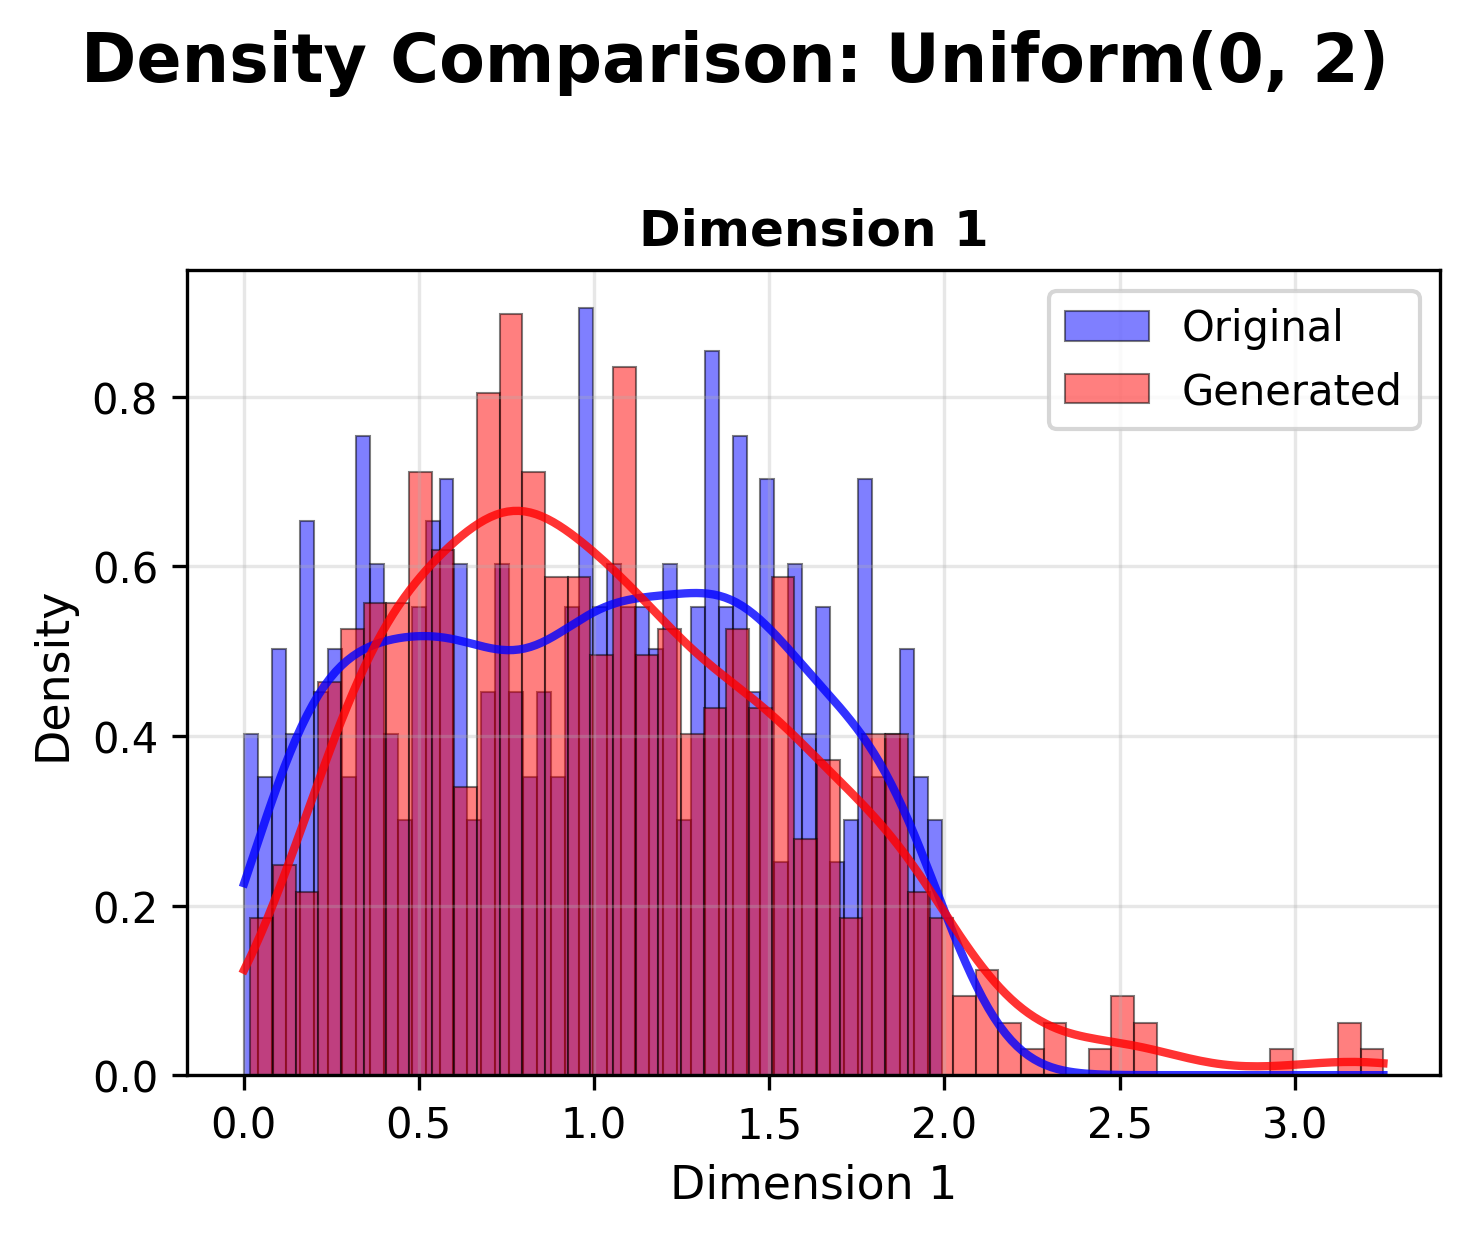 Density Comparison: Uniform(0, 2)
Dimension 1
Original
Generated
Density
0.8
0.6
0.4
0.2
0.0
0.0 0.5 1.0 1.5 2.0 2.5 3.0
Dimension 1